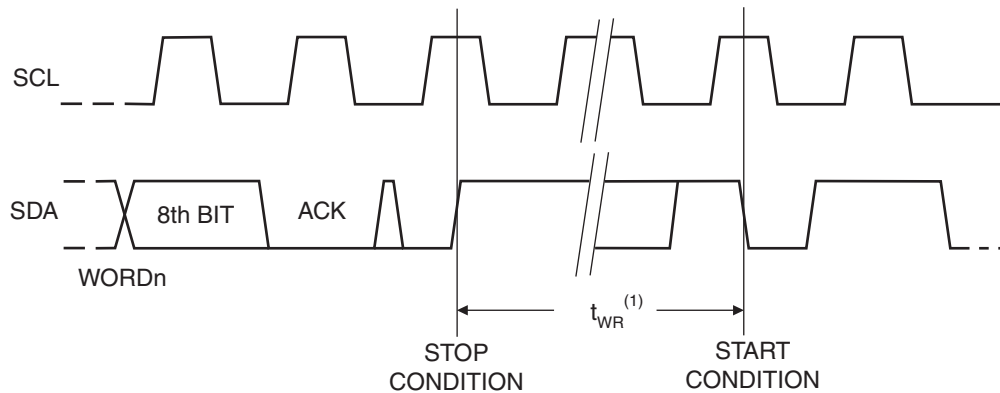 SCL
SDA
8th BIT
ACK
WORDn
tWR(1)
STOP
CONDITION
START
CONDITION